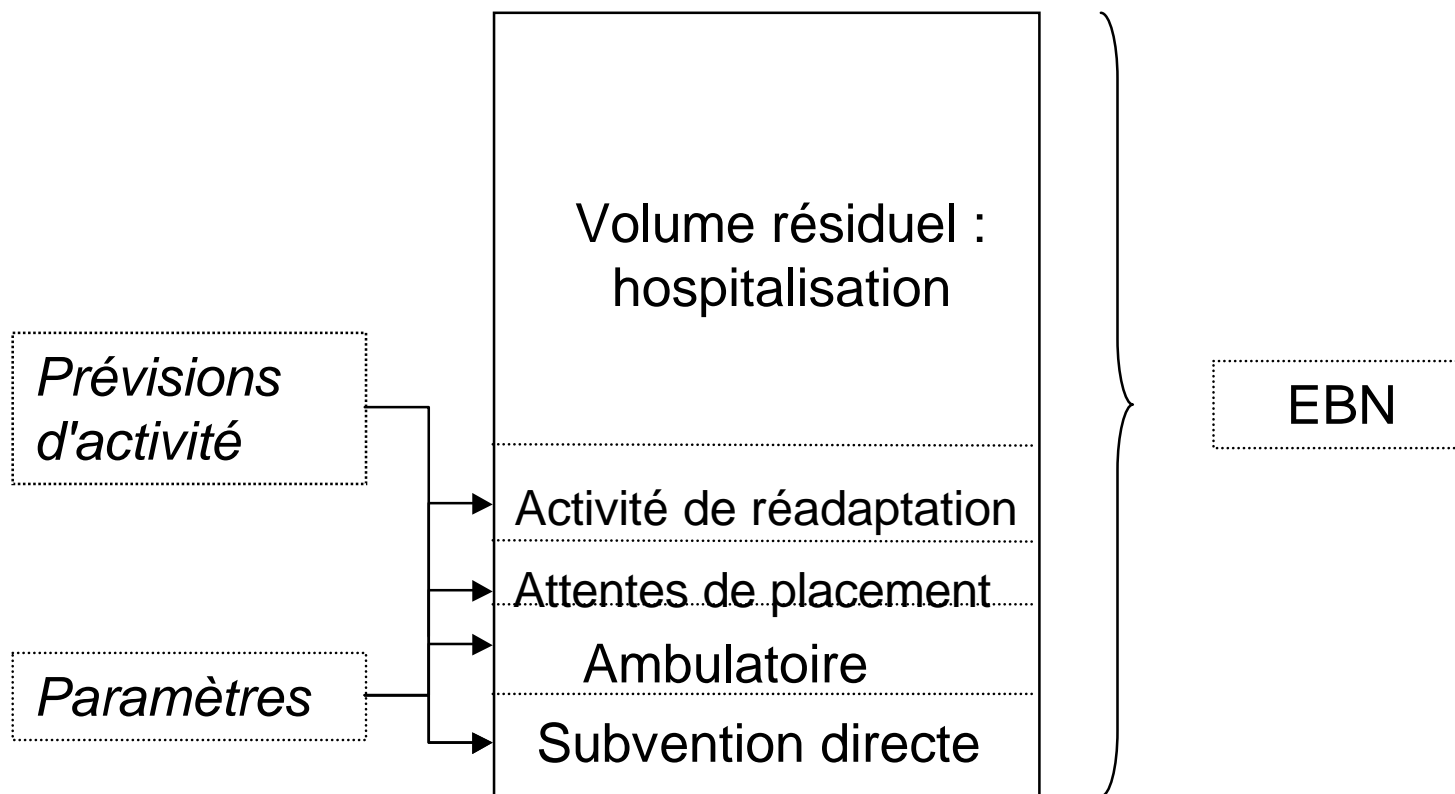 Volume résiduel :
hospitalisation
Prévisions
d'activité
EBN
Activité de réadaptation
Attentes de placement
Ambulatoire
Paramètres
Subvention directe